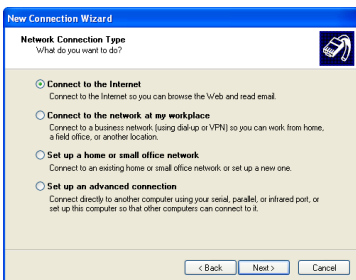 New Connection Wizard
Network Connection Type
What do you want to do?
Connect to the Internet
Connect to the Internet so you can browse the Web and read email.
Connect to the network at my workplace
Connect to a business network (using dial-up or VPN) so you can work from home,
a field office, or another location.
Set up a home or small office network
Connect to an existing home or small office network or set up a new one.
Set up an advanced connection
Connect directly to another computer using your serial, parallel, or infrared port, or
set up this computer so that other computers can connect to it.
< Back Next > Cancel